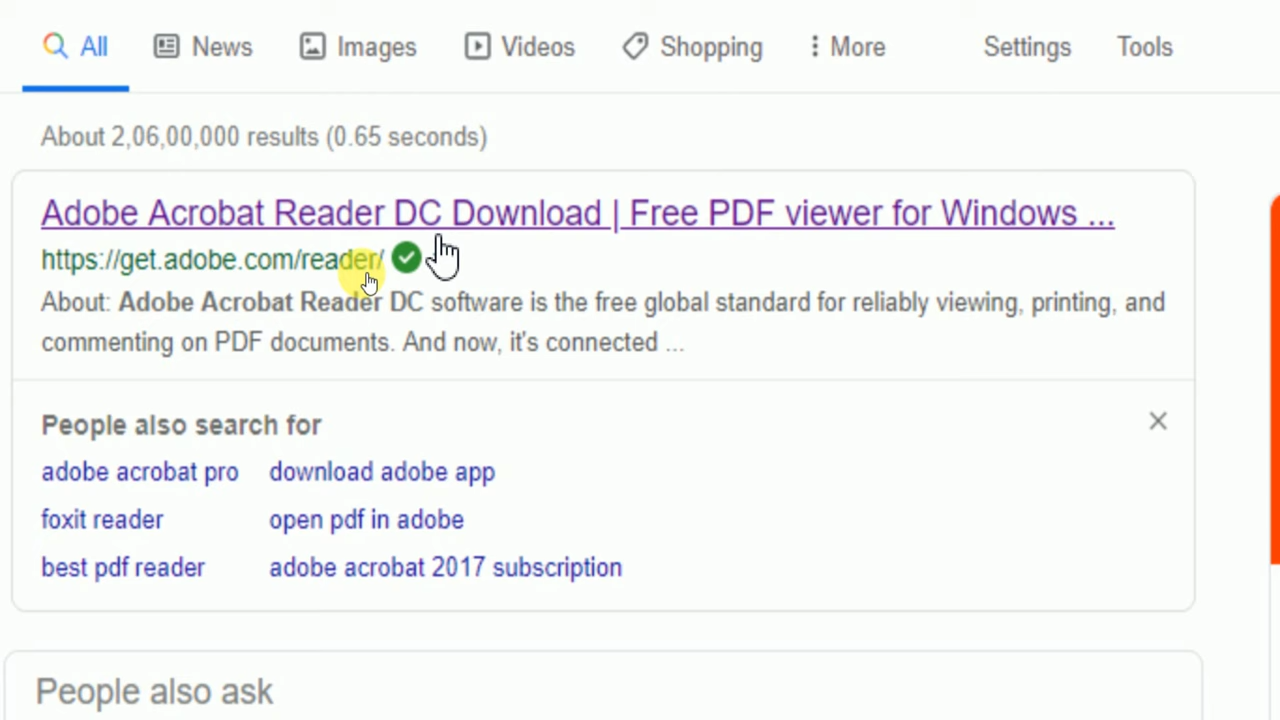 All News Images Videos Shopping More Settings Tools
About 2,06,00,000 results (0.65 seconds)
Adobe Acrobat Reader DC Download | Free PDF viewer for Windows ...
https://get.adobe.com/reader/
About: Adobe Acrobat Reader DC software is the free global standard for reliably viewing, printing, and
commenting on PDF documents. And now, it's connected ...
People also search for
adobe acrobat pro download adobe app
foxit reader open pdf in adobe
best pdf reader adobe acrobat 2017 subscription
People also ask